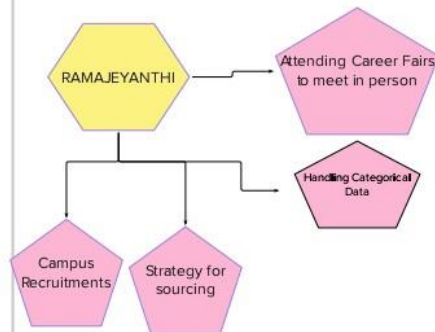 RAMAJEYANTHI
Attending Career Fairs
to meet in person
Handling Categorical
Data
Campus
Recruitments
Strategy for
sourcing